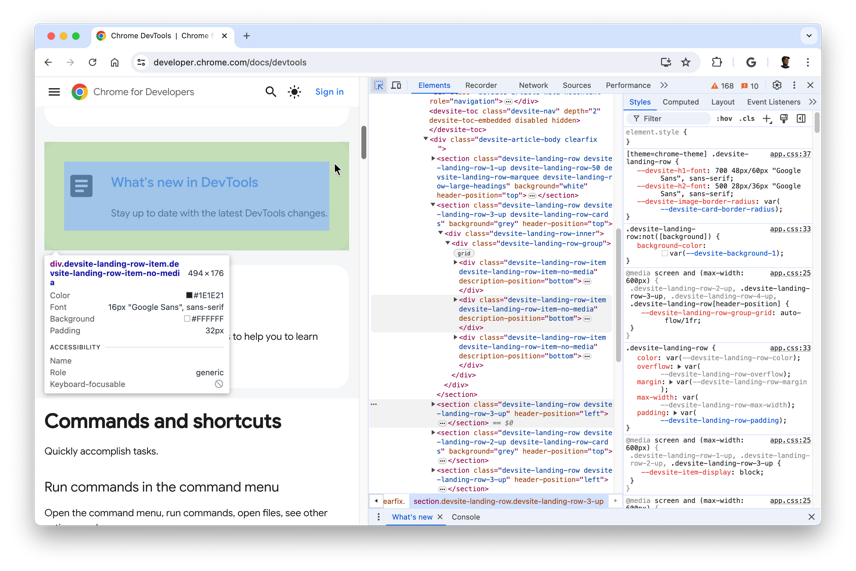 Chrome DevTools | Chrome f
developer.chrome.com/docs/devtools
Chrome for Developers
Sign in
What's new in DevTools
Stay up to date with the latest DevTools changes.
div.devsite-landing-row-item.de
vsite-landing-row-item-no-medi
a
494×176
Color #1E1E21
Font 16px "Google Sans", sans-serif
Background #FFFFFF
Padding 32px
ACCESSIBILITY
Name
Role generic
Keyboard-focusable
s to help you to learn
Commands and shortcuts
Quickly accomplish tasks.
Run commands in the command menu
Open the command menu, run commands, open files, see other
Elements Recorder Network Sources Performance >> 168 10
role="navigation"> … </div>
<devsite-toc class="devsite-nav" depth="2"
devsite-toc-embedded disabled hidden>
</devsite-toc>
<div class="devsite-article-body clearfix
">
<section class="devsite-landing-row devsite
-landing-row-1-up devsite-landing-row-50 de
vsite-landing-row-marquee devsite-landing-r
ow-large-headings" background="white"
header-position="top"> … </section>
<section class="devsite-landing-row devsite
-landing-row-3-up devsite-landing-row-card
s" background="grey" header-position="top">
<div class="devsite-landing-row-inner">
<div class="devsite-landing-row-group">
grid
<div class="devsite-landing-row-item
devsite-landing-row-item-no-media"
description-position="bottom"> …
</div>
<div class="devsite-landing-row-item
devsite-landing-row-item-no-media"
description-position="bottom"> …
</div>
<div class="devsite-landing-row-item
devsite-landing-row-item-no-media"
description-position="bottom"> …
</div>
</div>
</div>
</section>
<section class="devsite-landing-row devsite
-landing-row-3-up" header-position="left">
… </section> == $0
<section class="devsite-landing-row devsite
-landing-row-2-up devsite-landing-row-card
s" background="grey" header-position="top">
… </section>
<section class="devsite-landing-row devsite
-landing-row-3-up" header-position="left">
… </section>
earfix. section.devsite-landing-row.devsite-landing-row-3-up
Styles Computed Layout Event Listeners >>
Filter :hov .cls
element.style {
}
[theme=chrome-theme] .devsite- app.css:37
landing-row {
--devsite-h1-font: 700 48px/60px "Google
Sans", sans-serif;
--devsite-h2-font: 500 28px/36px "Google
Sans", sans-serif;
--devsite-image-border-radius: var(
--devsite-card-border-radius);
}
.devsite-landing- app.css:33
row:not([background]) {
background-color:
var(--devsite-background-1);
}
@media screen and (max-width: app.css:25
600px) {
.devsite-landing-row-2-up, .devsite-landing-
row-3-up, .devsite-landing-row-4-up,
.devsite-landing-row[header-position] {
--devsite-landing-row-group-grid: auto-
flow/1fr;
}
}
.devsite-landing-row { app.css:33
color: var(--devsite-landing-row-color);
overflow: var(
--devsite-landing-row-overflow);
margin: var(--devsite-landing-row-margin
);
max-width: var(
--devsite-landing-row-max-width);
padding: var(
--devsite-landing-row-padding);
}
@media screen and (max-width: app.css:25
600px) {
.devsite-landing-row-1-up, .devsite-landing-
row-2-up, .devsite-landing-row-3-up {
--devsite-item-display: block;
}
}
@media screen and (max-width: app.css:25
600px) {
What's new Console